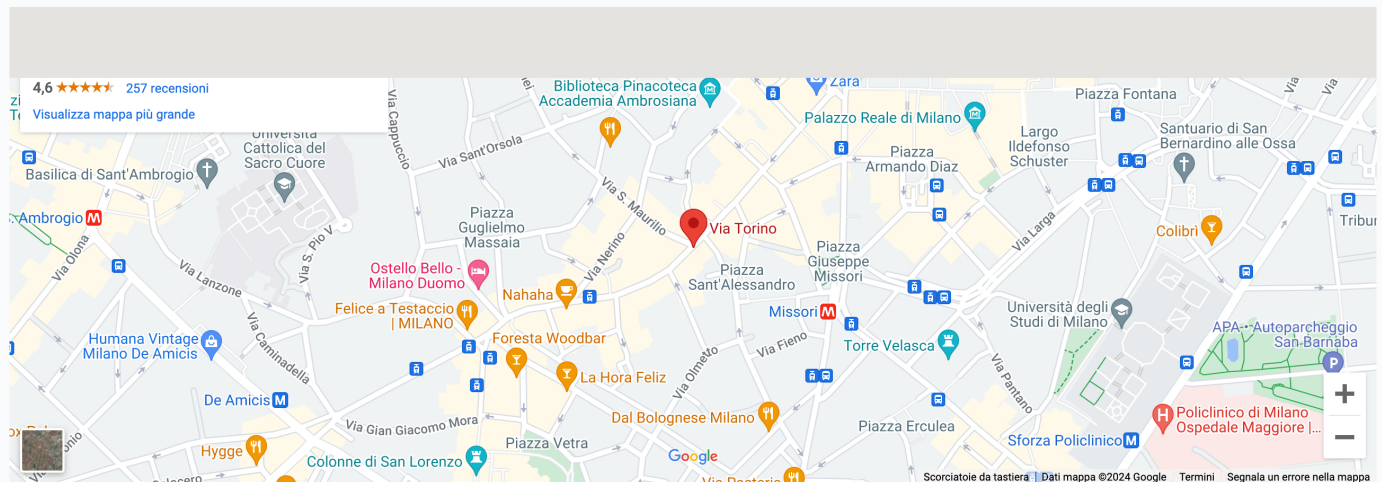 4,6
257 recensioni
Visualizza mappa più grande
Biblioteca Pinacoteca
Accademia Ambrosiana
Zara
Piazza Fontana
Via Cappuccio
Università
Cattolica del
Sacro Cuore
Via Sant'Orsola
Palazzo Reale di Milano
Largo
Ildefonso
Schuster
Santuario di San
Bernardino alle Ossa
Basilica di Sant'Ambrogio
Piazza
Armando Diaz
Ambrogio
M
Via S. Maurilio
Piazza
Guglielmo
Massaia
Via Torino
Via Larga
Colibrì
Tribur
Via Olona
Via Lanzone
Via S. Pio V
Via Nerino
Piazza
Giuseppe
Missori
Ostello Bello -
Milano Duomo
Piazza
Sant'Alessandro
Nahaha
Felice a Testaccio
| MILANO
Missori
M
Università degli
Studi di Milano
APA - Autoparcheggio
San Barnaba
P
Humana Vintage
Milano De Amicis
Via Caminadella
Foresta Woodbar
Via Olmetto
Via Fieno
Torre Velasca
La Hora Feliz
Via Pantano
De Amicis
M
Dal Bolognese Milano
Via Gian Giacomo Mora
Piazza Erculea
H
Policlinico di Milano
Ospedale Maggiore |...
Sforza Policlinico
M
Hygge
Piazza Vetra
Colonne di San Lorenzo
Google
Scorciatoie da tastiera
Dati mappa ©2024 Google
Termini
Segnala un errore nella mappa